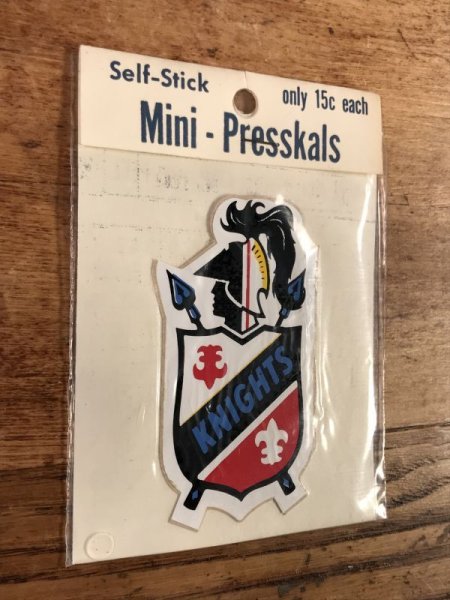 Self-Stick
only 15c each
Mini - Presskals
KNIGHTS